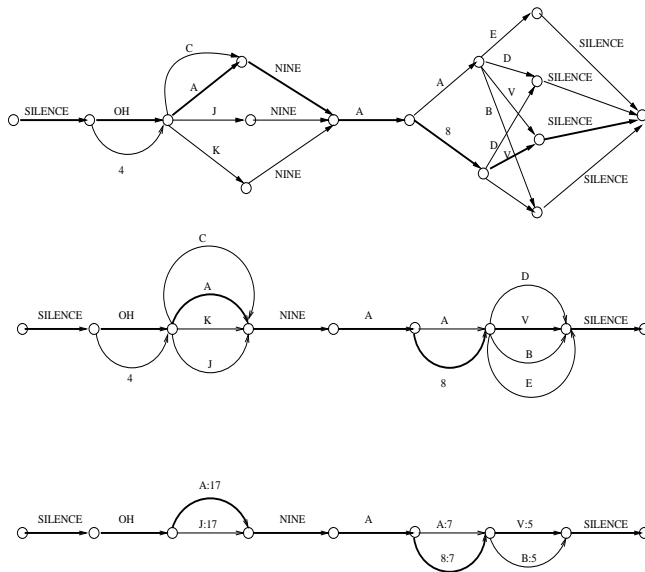 E
C
SILENCE
NINE
D
A
A
SILENCE
V
SILENCE
OH
J
NINE
A
B
SILENCE
8
D
V
K
4
NINE
SILENCE
C
D
A
SILENCE
OH
K
NINE
A
A
V
SILENCE
B
J
4
8
E
A:17
SILENCE
OH
NINE
A
J:17
A:7
V:5
SILENCE
8:7
B:5